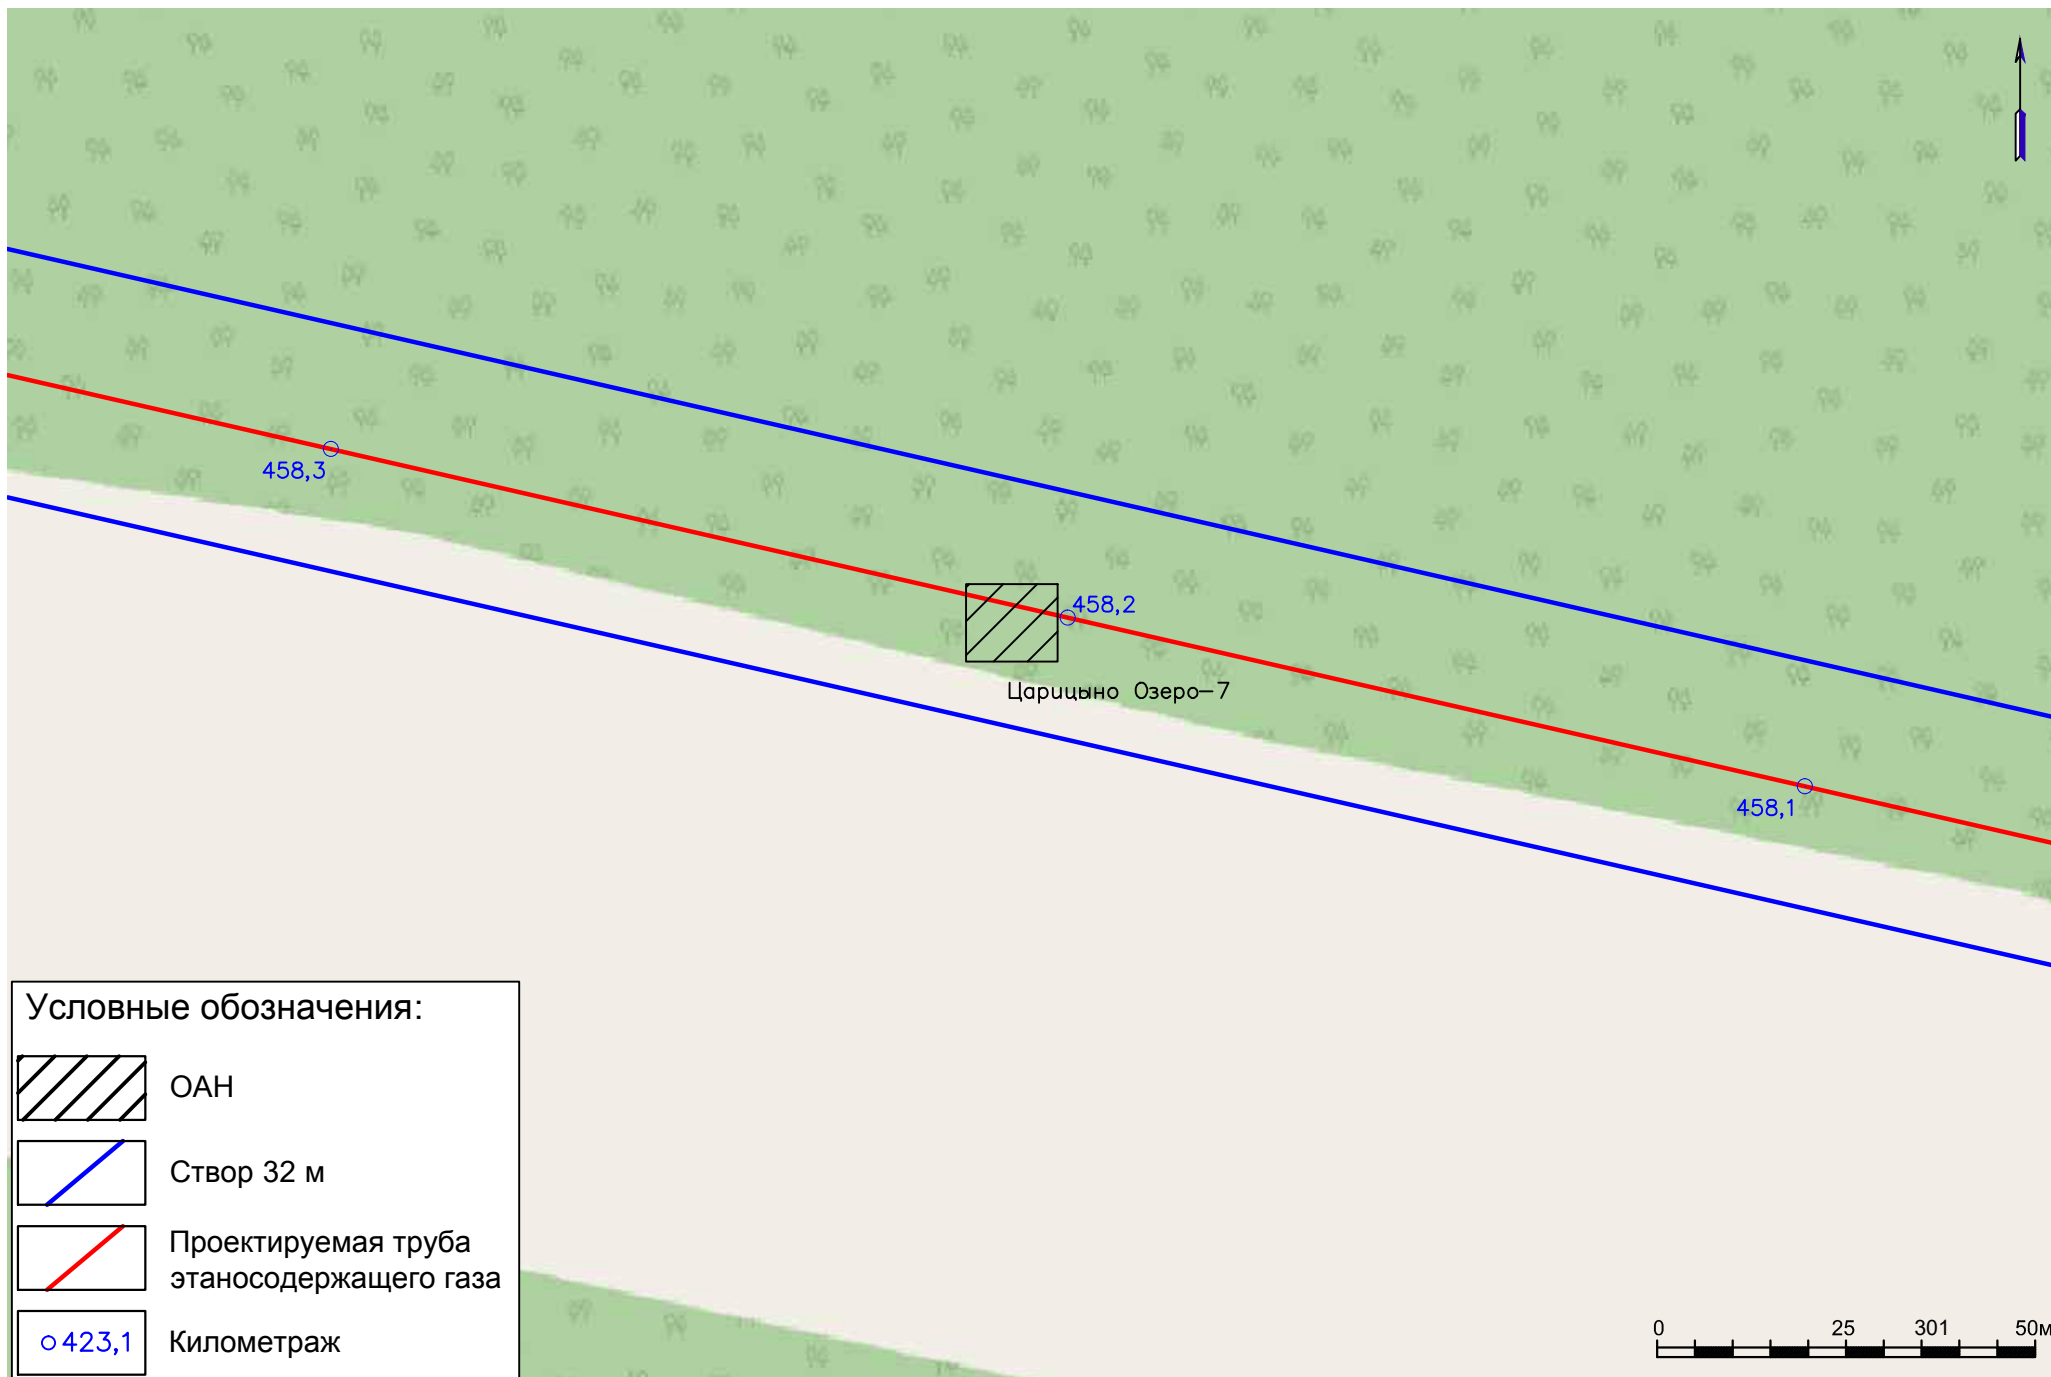 458,3
458,2
Царицыно Озеро-7
458,1
Условные обозначения:
ОАН
Створ 32 м
Проектируемая труба
этаносодержащего газа
423,1 Километраж
0 25 301 50м